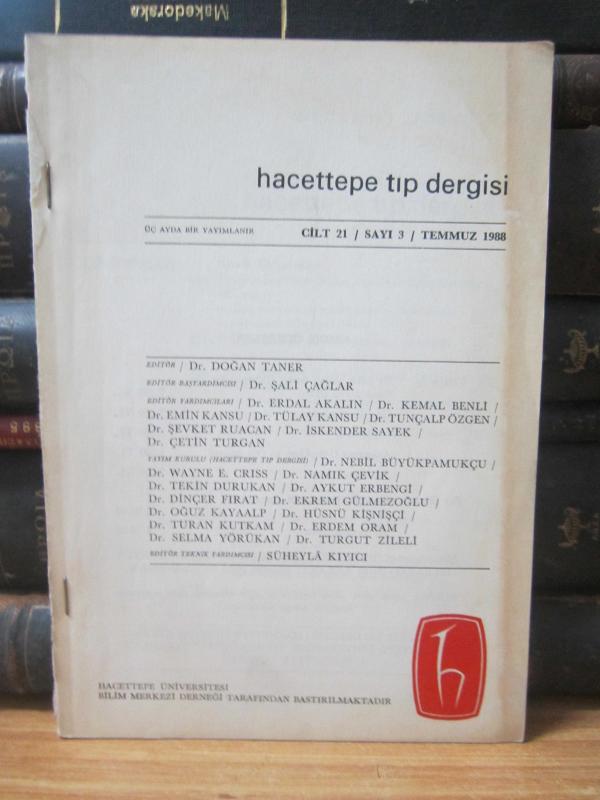 Makedorska
hacettepe tıp dergisi
ÜÇ AYDA BİR YAYIMLANIR
CİLT 21 / SAYI 3 / TEMMUZ 1988
EDİTÖR / Dr. DOĞAN TANER
EDİTÖR BAŞYARDIMCISI / Dr. ŞALİ ÇAĞLAR
EDİTÖR YARDIMCILARI / Dr. ERDAL AKALIN / Dr. KEMAL BENLİ /
Dr. EMİN KANSU / Dr. TÜLAY KANSU / Dr. TUNÇALP ÖZGEN /
Dr. ŞEVKET RUACAN / Dr. İSKENDER SAYEK /
Dr. ÇETİN TURGAN
YAYIM KURULU (HACETTEPE TIP DERGİSİ) / Dr. NEBİL BÜYÜKPAMUKÇU /
Dr. WAYNE E. CRISS / Dr. NAMIK ÇEVİK /
Dr. TEKİN DURUKAN / Dr. AYKUT ERBENGİ /
Dr. DİNÇER FIRAT / Dr. EKREM GÜLMEZOĞLU /
Dr. OĞUZ KAYAALP / Dr. HÜSNÜ KİŞNİŞÇİ /
Dr. TURAN KUTKAM / Dr. ERDEM ORAM /
Dr. SELMA YÖRÜKAN / Dr. TURGUT ZİLELİ
EDİTÖR TEKNİK YARDIMCISI / SÜHEYLÂ KIYICI
h
HACETTEPE ÜNİVERSİTESİ
BİLİM MERKEZİ DERNEĞİ TARAFINDAN BASTIRILMAKTADIR